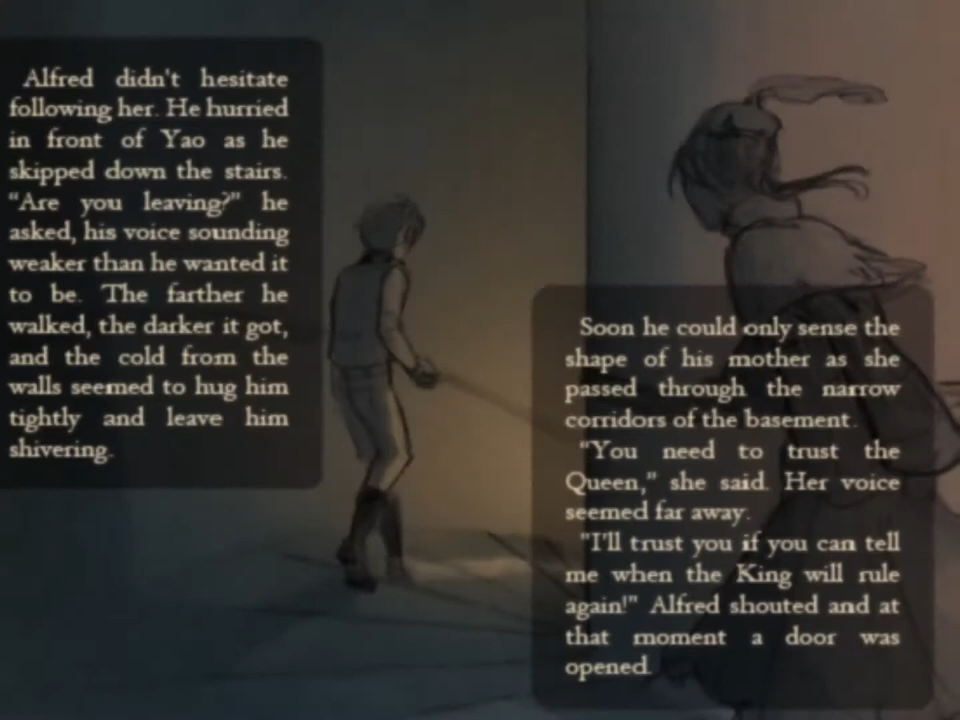 Alfred didn't hesitate
following her. He hurried
in front of Yao as he
skipped down the stairs.
"Are you leaving?" he
asked, his voice sounding
weaker than he wanted it
to be. The farther he
walked, the darker it got,
and the cold from the
walls seemed to hug him
tightly and leave him
shivering.
Soon he could only sense the
shape of his mother as she
passed through the narrow
corridors of the basement.
"You need to trust the
Queen," she said. Her voice
seemed far away.
"I'll trust you if you can tell
me when the King will rule
again!" Alfred shouted and at
that moment a door was
opened.